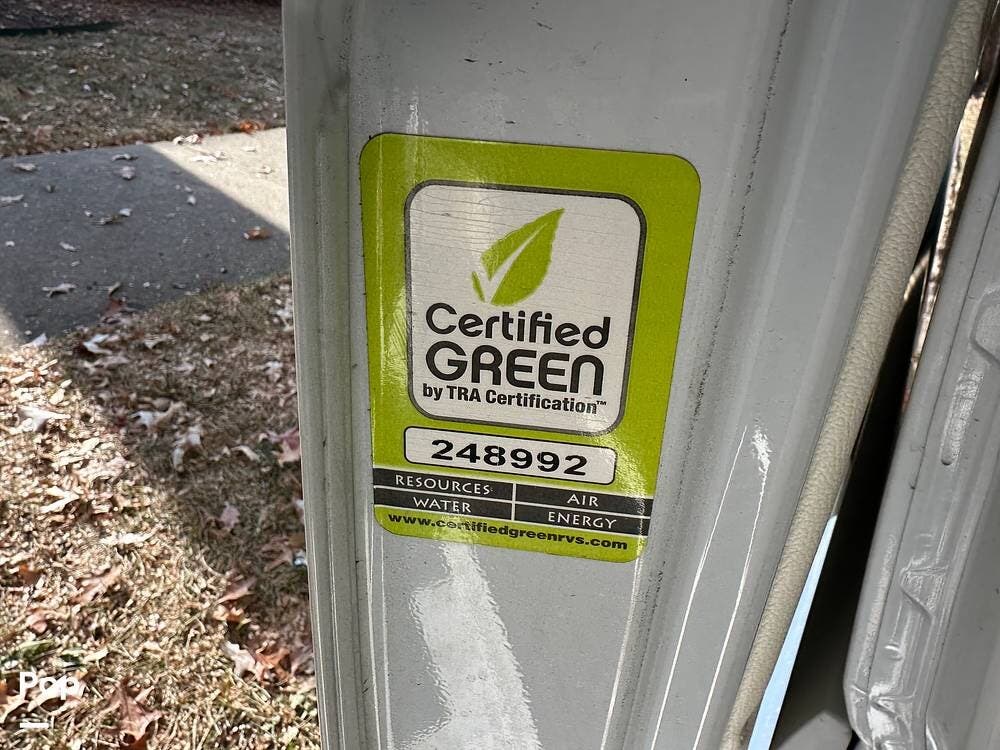 Certified
GREEN
by TRA Certification™
248992
RESOURCES AIR
WATER ENERGY
www.certifiedgreenrvs.com
Pop